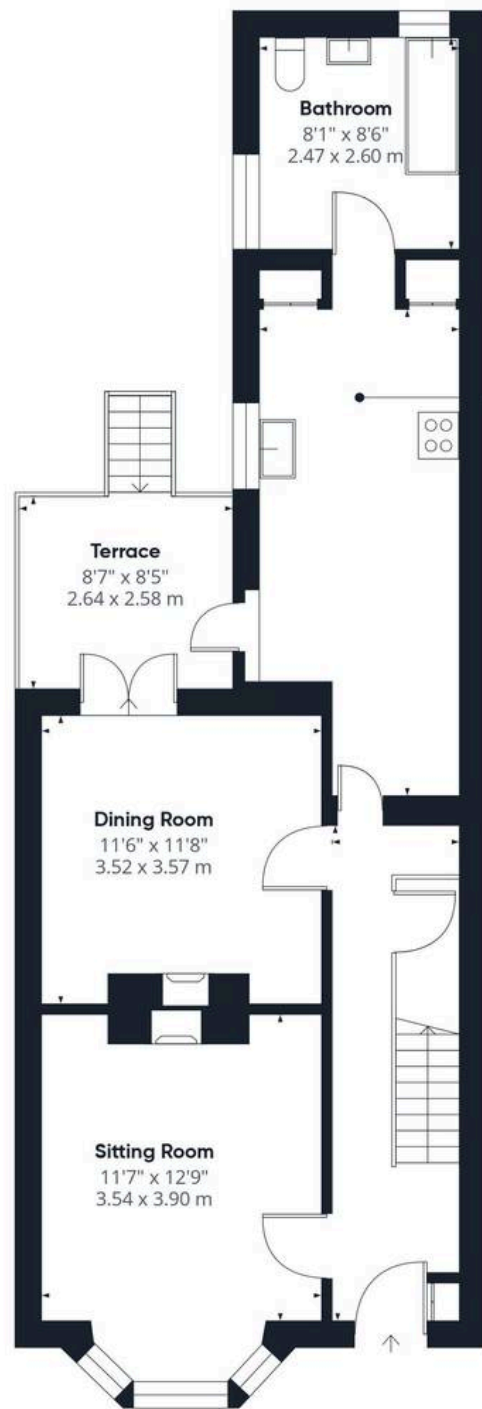 Bathroom
8'1" x 8'6"
2.47 x 2.60 m
Terrace
8'7" x 8'5"
2.64 x 2.58 m
Dining Room
11'6" x 11'8"
3.52 x 3.57 m
Sitting Room
11'7" x 12'9"
3.54 x 3.90 m